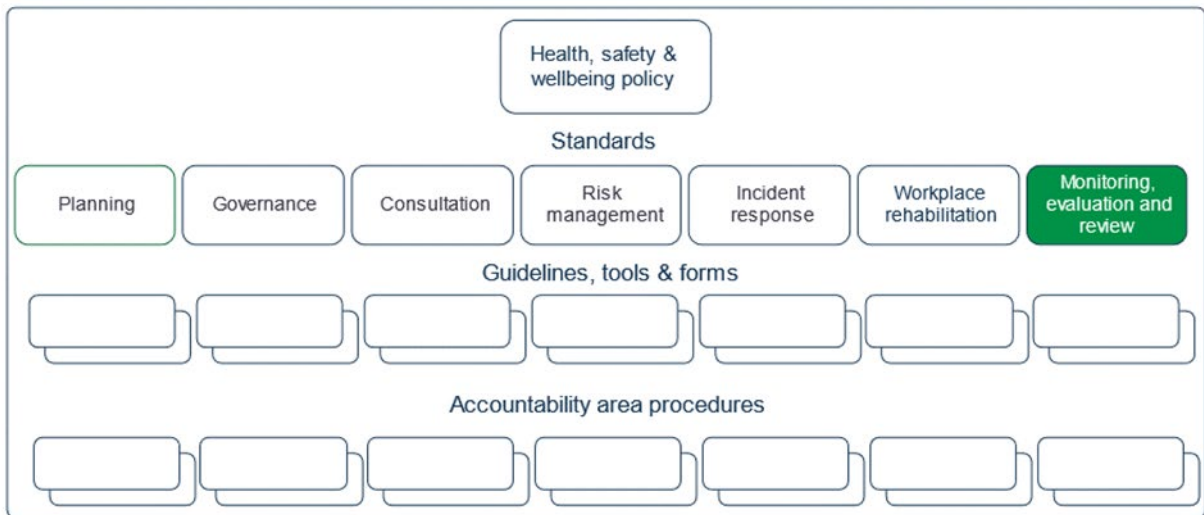 Health, safety &
wellbeing policy
Standards
Planning
Governance
Consultation
Risk
management
Incident
response
Workplace
rehabilitation
Monitoring,
evaluation and
review
Guidelines, tools & forms
Accountability area procedures